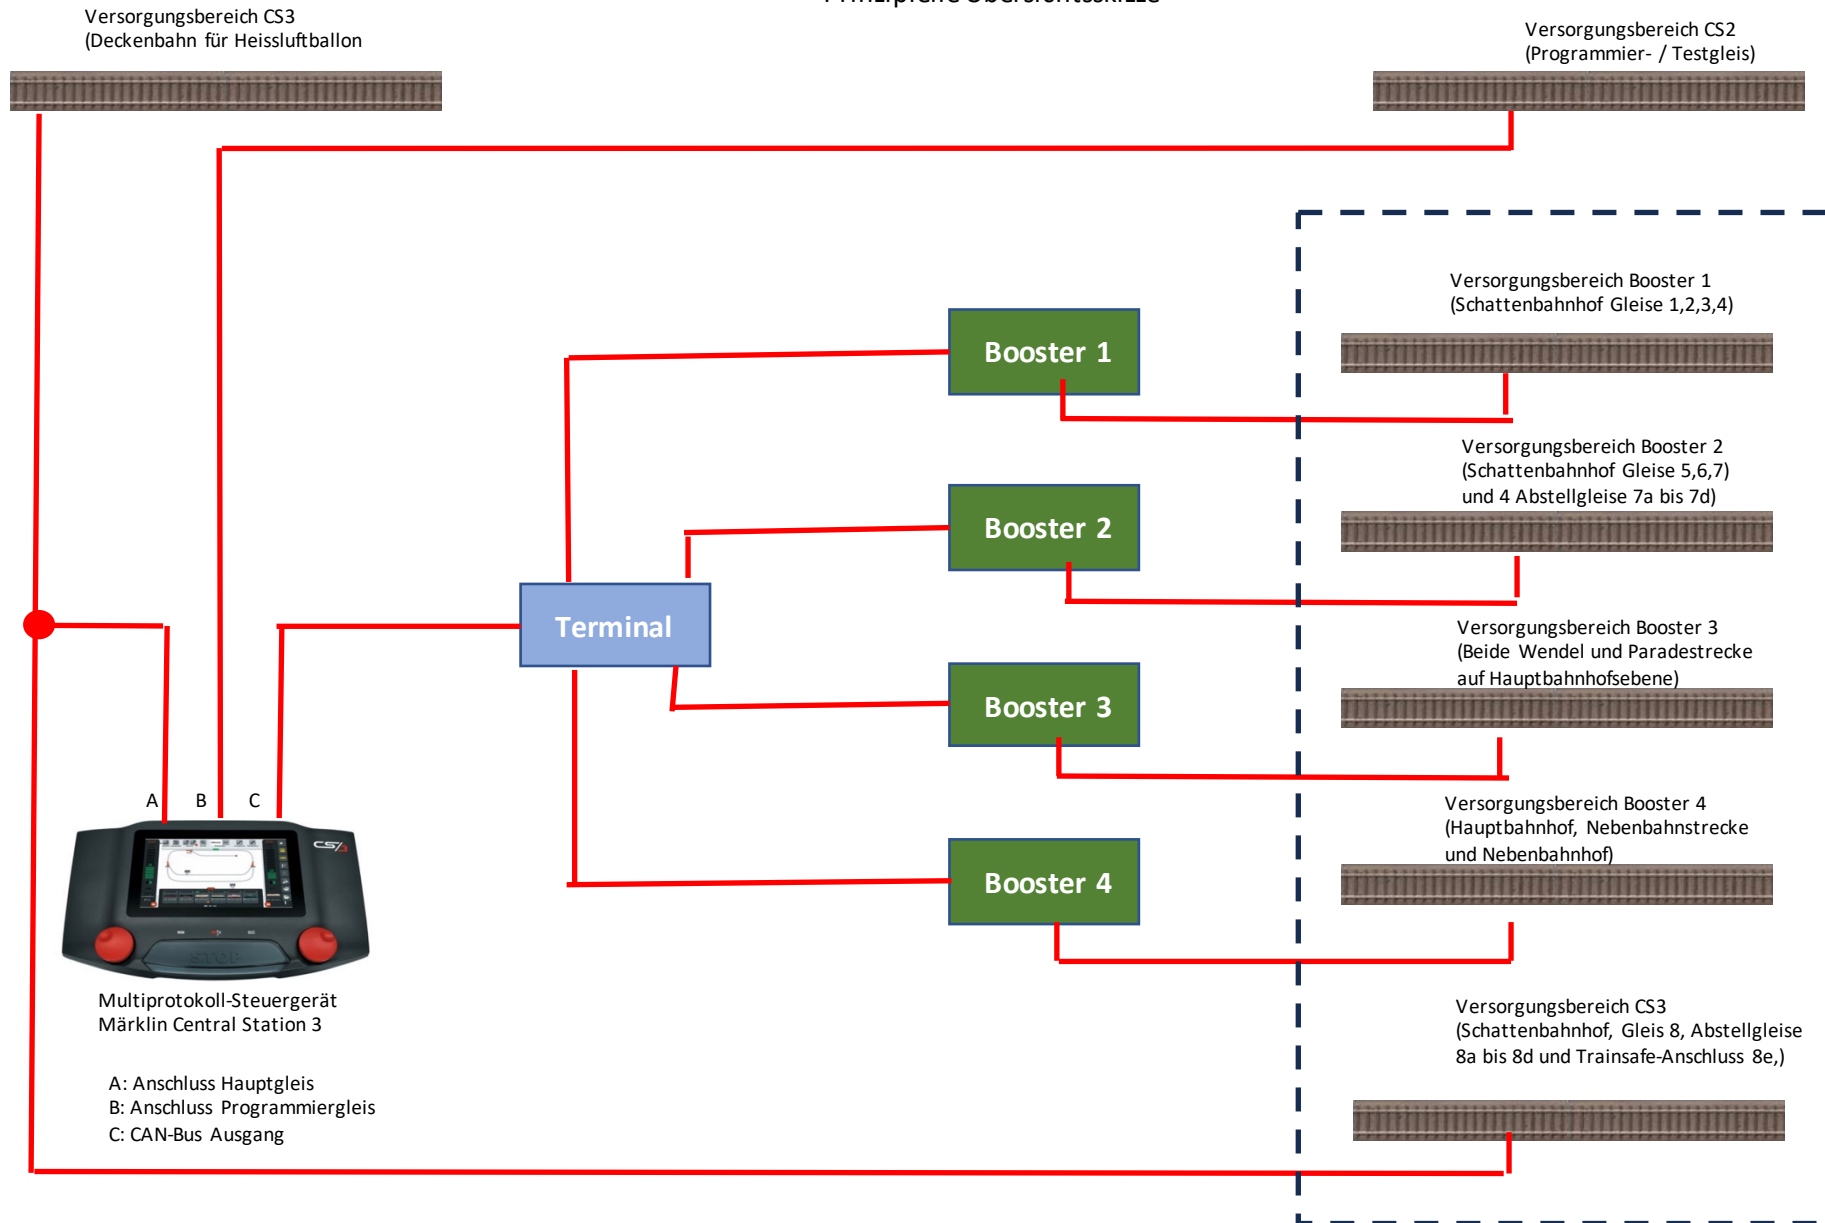 Versorgungsbereich CS3
(Deckenbahn für Heissluftballon
Versorgungsbereich CS2
(Programmier- / Testgleis)
Versorgungsbereich Booster 1
(Schattenbahnhof Gleise 1,2,3,4)
Booster 1
Versorgungsbereich Booster 2
(Schattenbahnhof Gleise 5,6,7)
und 4 Abstellgleise 7a bis 7d)
Booster 2
Terminal
Versorgungsbereich Booster 3
(Beide Wendel und Paradestrecke
auf Hauptbahnhofsebene)
Booster 3
A B C
Versorgungsbereich Booster 4
(Hauptbahnhof, Nebenbahnstrecke
und Nebenbahnhof)
Booster 4
CS/3
STOP
Multiprotokoll-Steuergerät
Märklin Central Station 3
Versorgungsbereich CS3
(Schattenbahnhof, Gleis 8, Abstellgleise
8a bis 8d und Trainsafe-Anschluss 8e,)
A: Anschluss Hauptgleis
B: Anschluss Programmiergleis
C: CAN-Bus Ausgang